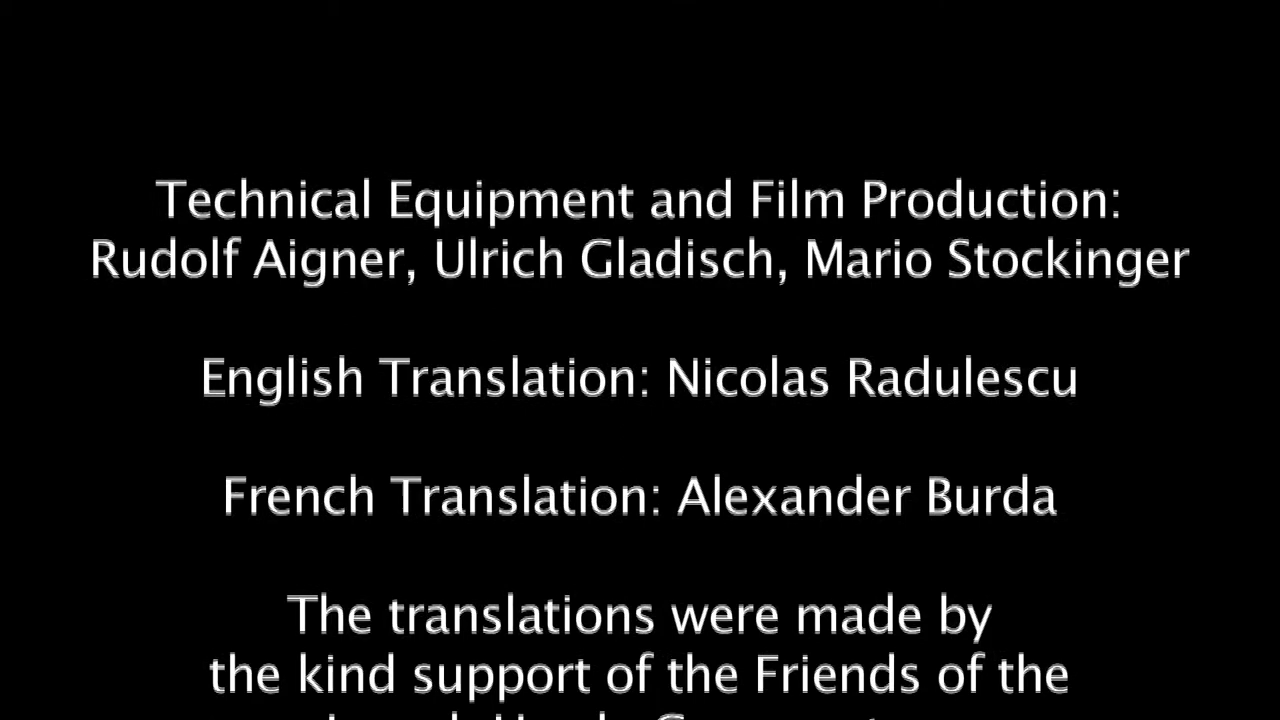 Technical Equipment and Film Production:
Rudolf Aigner, Ulrich Gladisch, Mario Stockinger
English Translation: Nicolas Radulescu
French Translation: Alexander Burda
The translations were made by
the kind support of the Friends of the